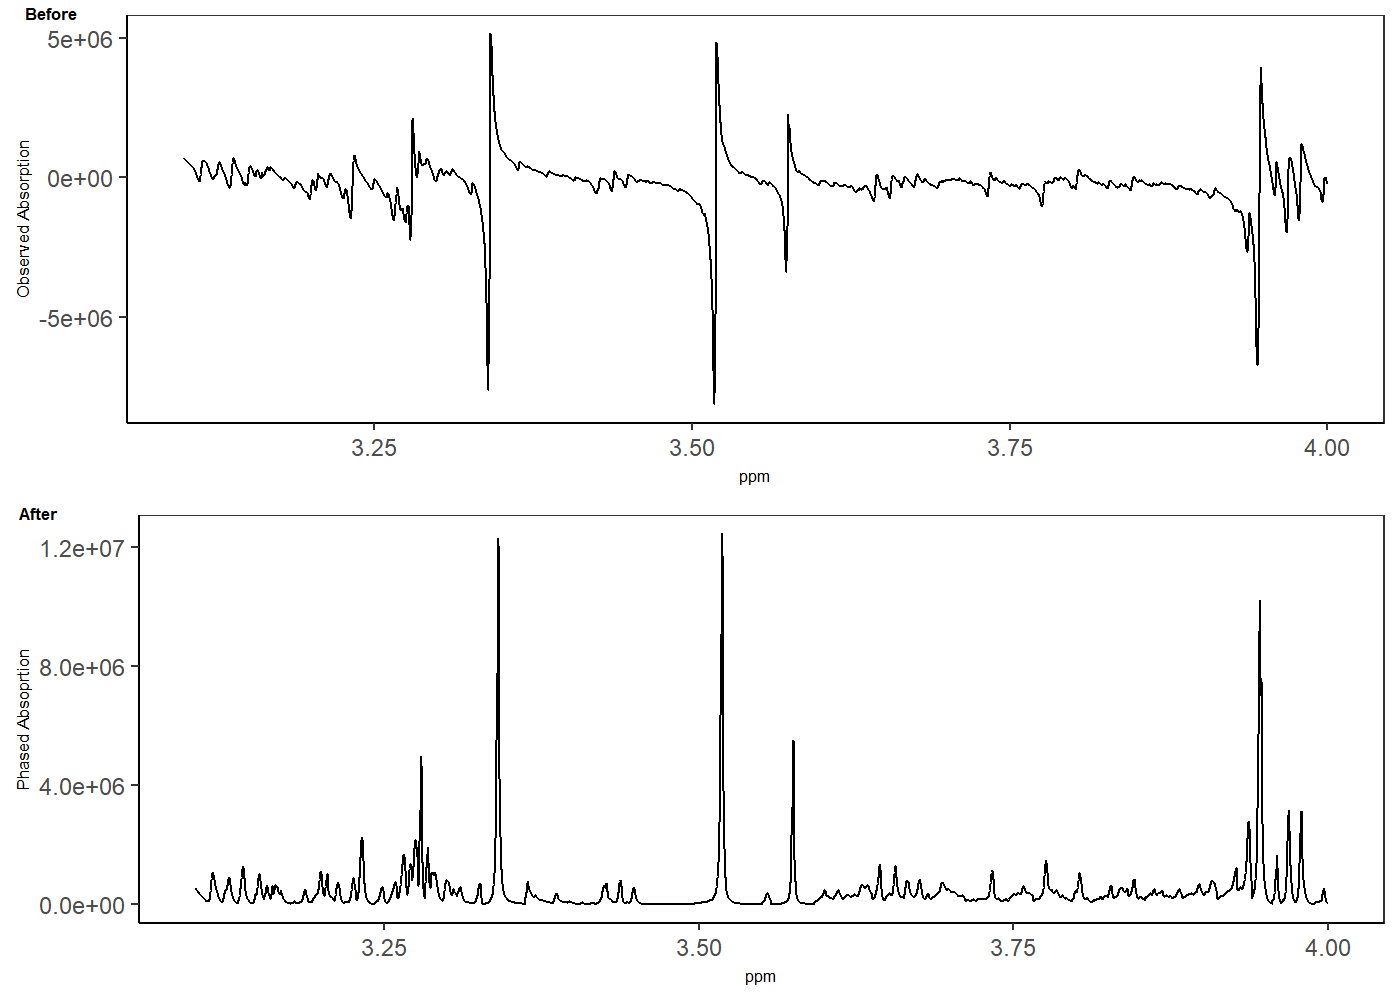 Before
5e+06
0e+00
-5e+06
Observed Absorption
3.25 3.50 3.75 4.00
ppm
After
1.2e+07
8.0e+06
4.0e+06
0.0e+00
Phased Absoprtion
3.25 3.50 3.75 4.00
ppm